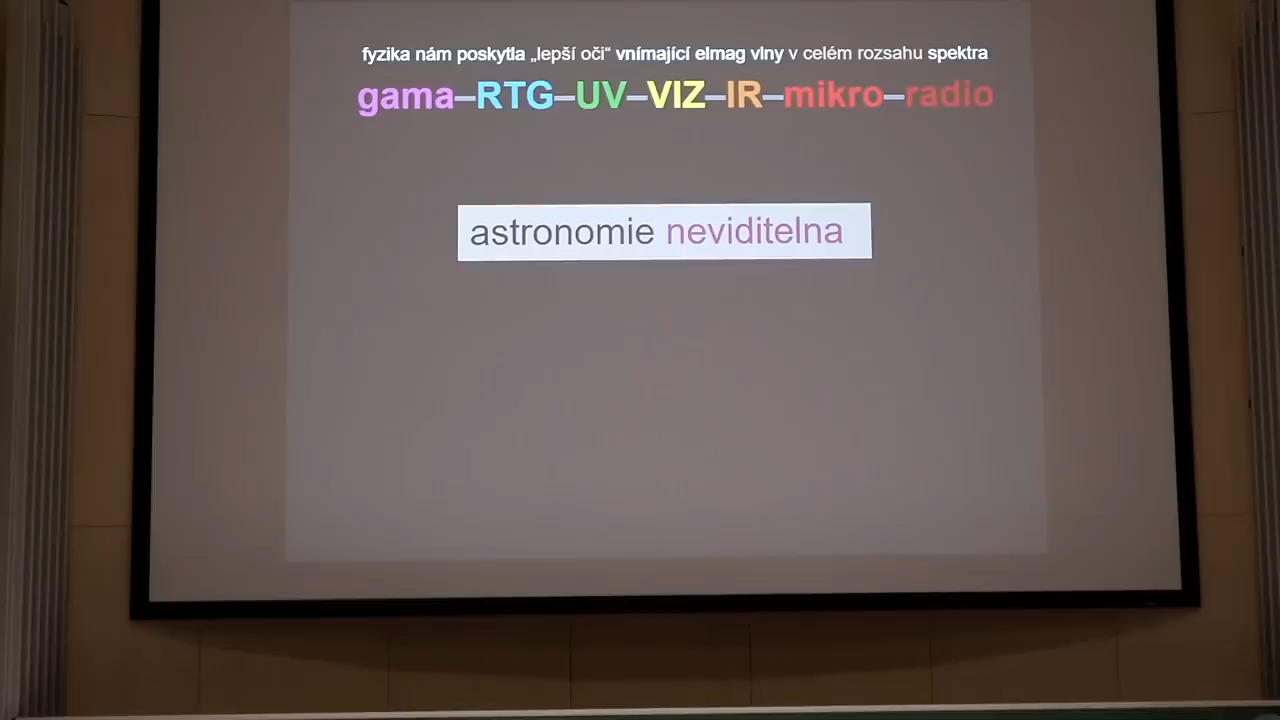 fyzika nám poskytla „lepší oči“ vnímající elmag vlny v celém rozsahu spektra
gama–RTG–UV–VIZ–IR–mikro–radio
astronomie neviditelna